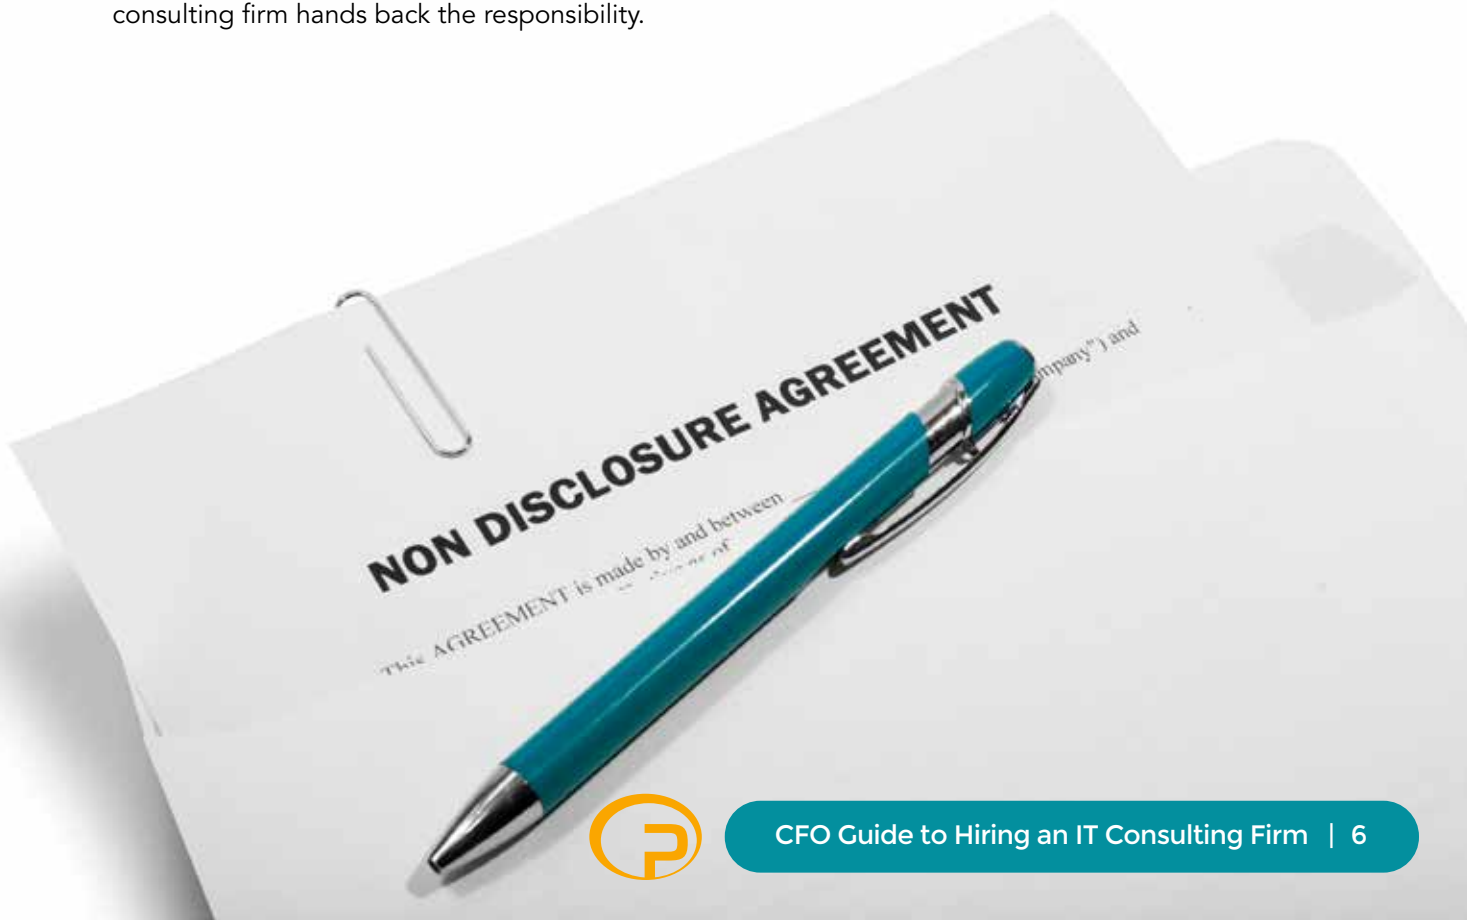 consulting firm hands back the responsibility.
NON DISCLOSURE AGREEMENT
mpany") and
This AGREEMENT is made by and between
of
CFO Guide to Hiring an IT Consulting Firm | 6